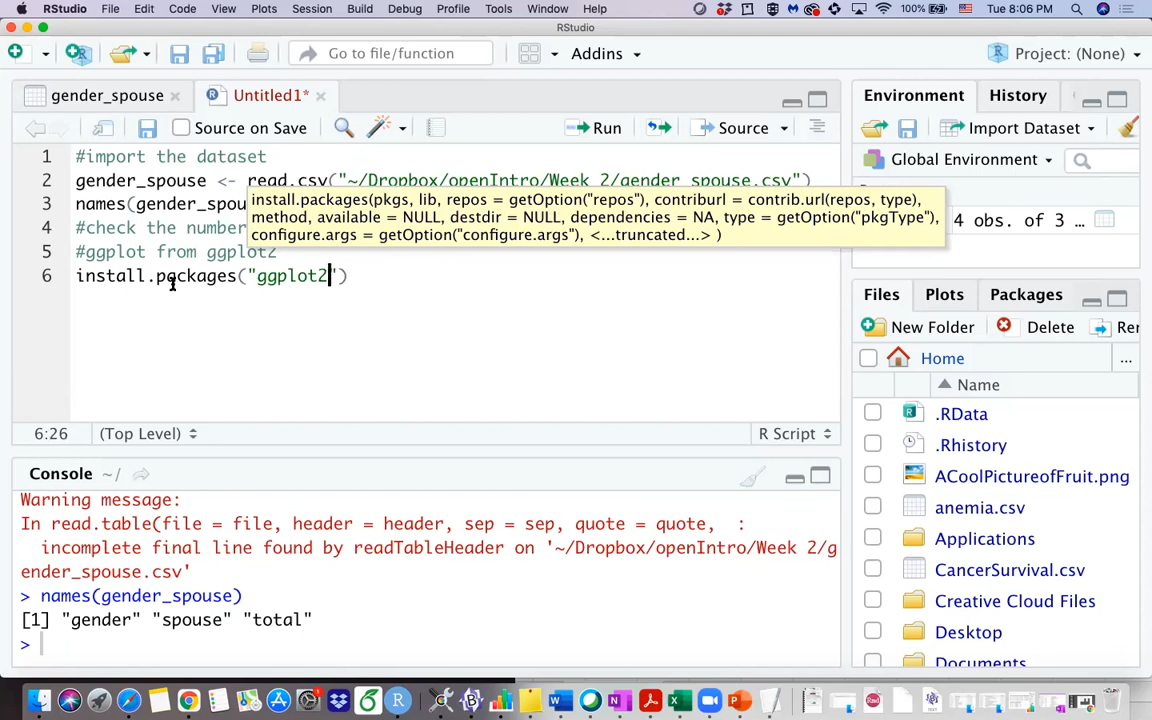 RStudio File Edit Code View Plots Session Build Debug Profile Tools Window Help 100% Tue 8:06 PM
RStudio
Go to file/function Addins Project: (None)
gender_spouse Untitled1* Environment History
Source on Save Run Source Import Dataset
Global Environment
1 #import the dataset
2 gender_spouse <- read.csv("~/Dropbox/openIntro/Week 2/gender_spouse.csv")
install.packages(pkgs, lib, repos = getOption("repos"), contriburl = contrib.url(repos, type),
method, available = NULL, destdir = NULL, dependencies = NA, type = getOption("pkgType"),
configure.args = getOption("configure.args"), <...truncated...> )
3 names(gender_spou
4 #check the number
5 #ggplot from ggplot2
6 install.packages("ggplot2")
4 obs. of 3 ...
6:26 (Top Level) R Script
Files Plots Packages
New Folder Delete Rer
Home ...
Name
.RData
.Rhistory
ACoolPictureofFruit.png
anemia.csv
Applications
CancerSurvival.csv
Creative Cloud Files
Desktop
Documents
Console ~/
Warning message:
In read.table(file = file, header = header, sep = sep, quote = quote,  :
incomplete final line found by readTableHeader on '~/Dropbox/openIntro/Week 2/g
ender_spouse.csv'
> names(gender_spouse)
[1] "gender" "spouse" "total"
>